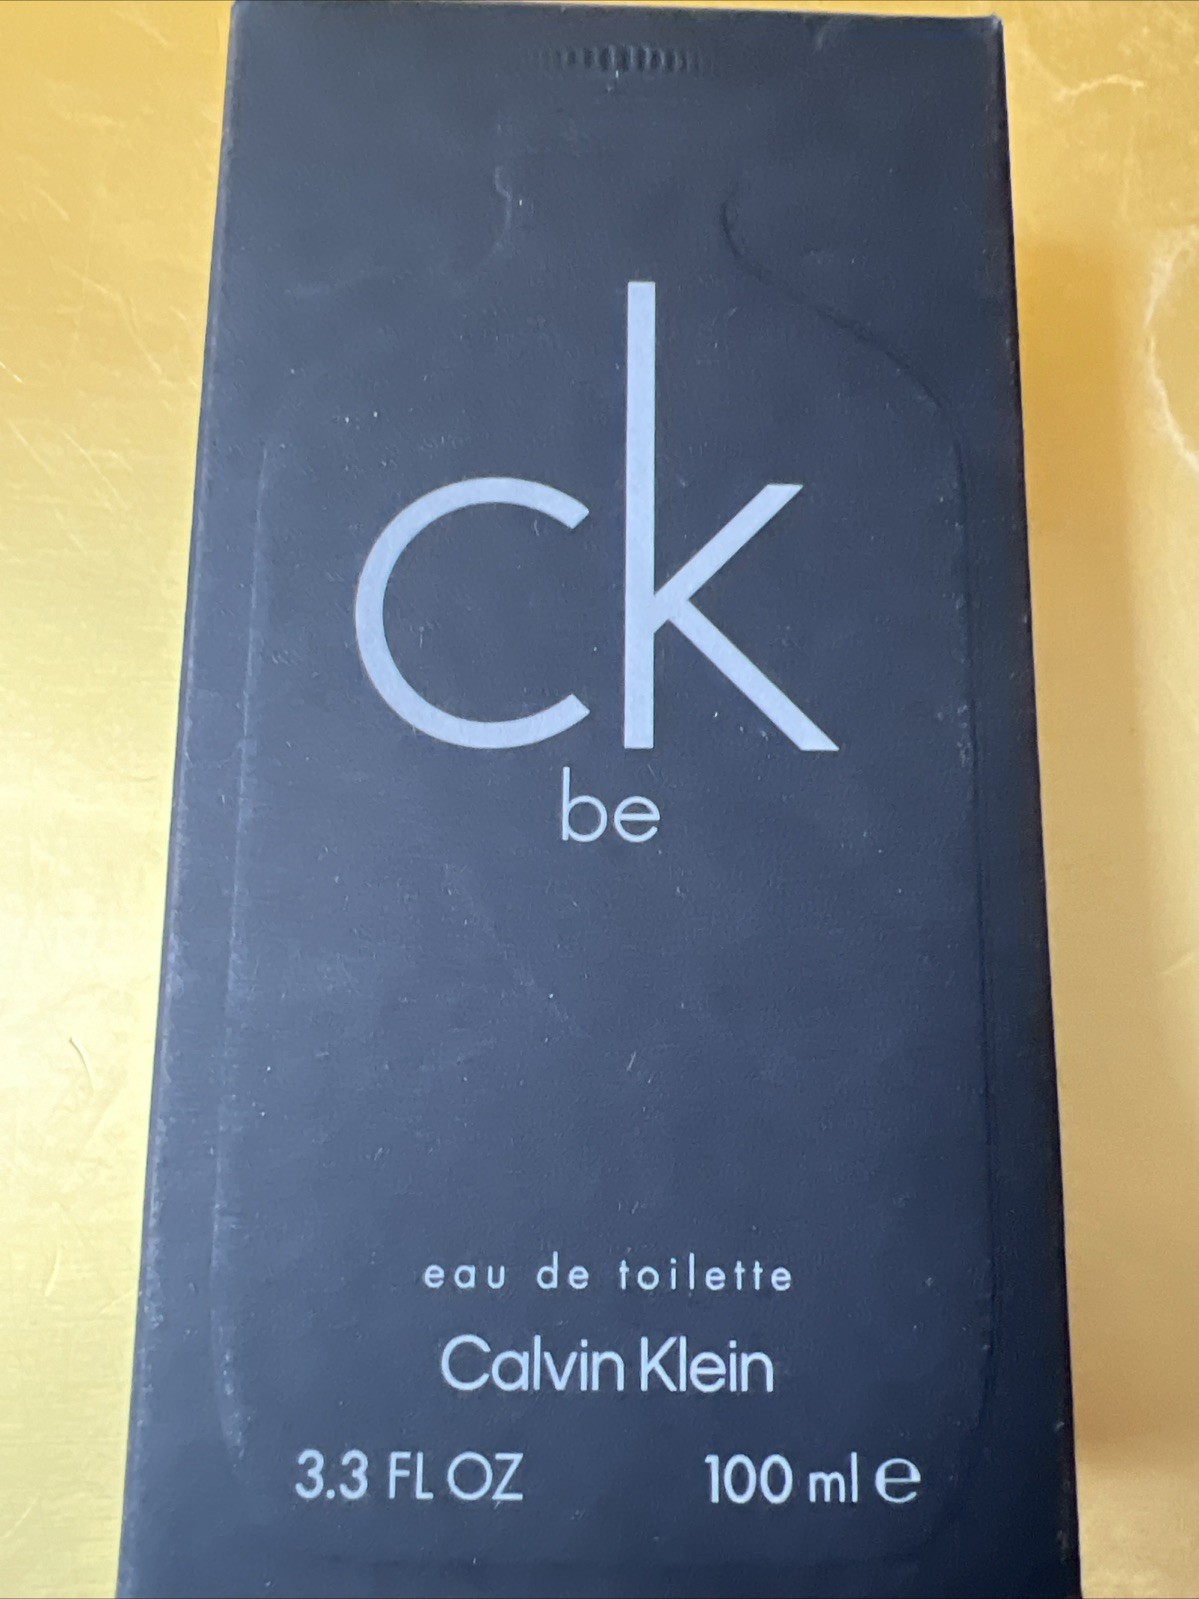 ck
be
eau de toilette
Calvin Klein
3.3 FL OZ 100 ml e